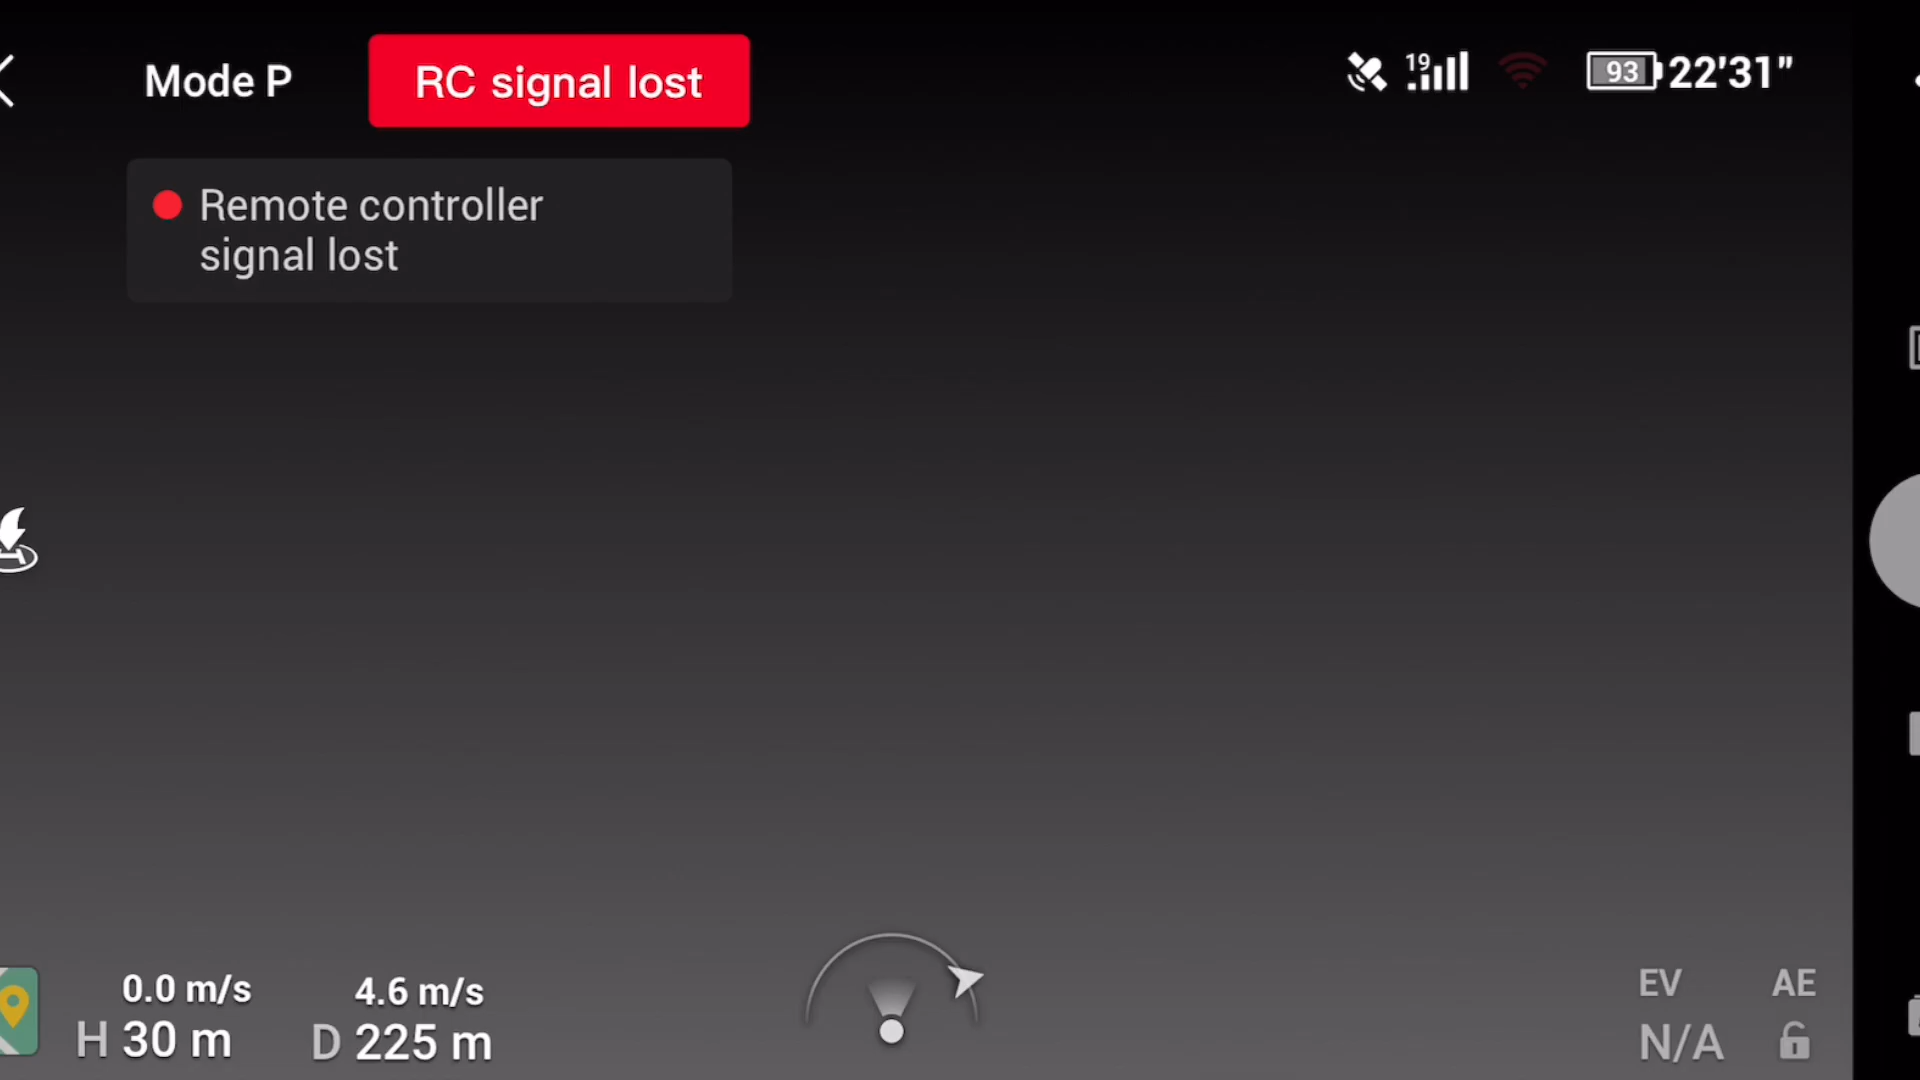 Mode P
RC signal lost
19
93
22'31"
Remote controller
signal lost
0.0 m/s
4.6 m/s
H 30 m
D 225 m
EV
AE
N/A